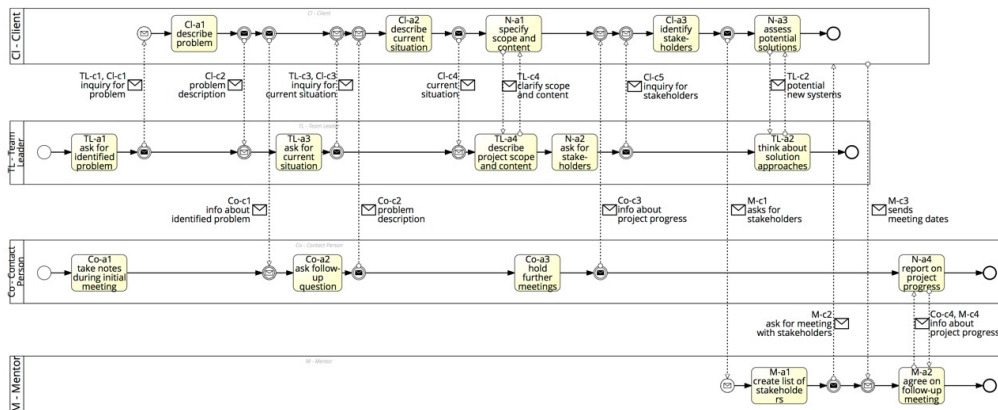 Cl - Client
Cl - Client
Cl-a1
describe
problem
Cl-a2
describe
current
situation
N-a1
specify
scope and
content
Cl-a3
identify
stake-
holders
N-a3
assess
potential
solutions
TL-c1, Cl-c1
inquiry for
problem
Cl-c2
problem
description
TL-c3, Cl-c3
inquiry for
current situation
Cl-c4
current
situation
TL-c4
clarify scope
and content
Cl-c5
inquiry for
stakeholders
TL-c2
potential
new systems
TL - Team
Leader
TL - Team Leader
TL-a1
ask for
identified
problem
TL-a3
ask for
current
situation
TL-a4
describe
project scope
and content
N-a2
ask for
stake-
holders
TL-a2
think about
solution
approaches
Co-c1
info about
identified problem
Co-c2
problem
description
Co-c3
info about
project progress
M-c1
asks for
stakeholders
M-c3
sends
meeting dates
Co - Contact
Person
Co - Contact Person
Co-a1
take notes
during initial
meeting
Co-a2
ask follow-
up
question
Co-a3
hold
further
meetings
N-a4
report on
project
progress
M-c2
ask for meeting
with stakeholders
Co-c4, M-c4
info about
project progress
M - Mentor
M - Mentor
M-a1
create list of
stakeholde
rs
M-a2
agree on
follow-up
meeting